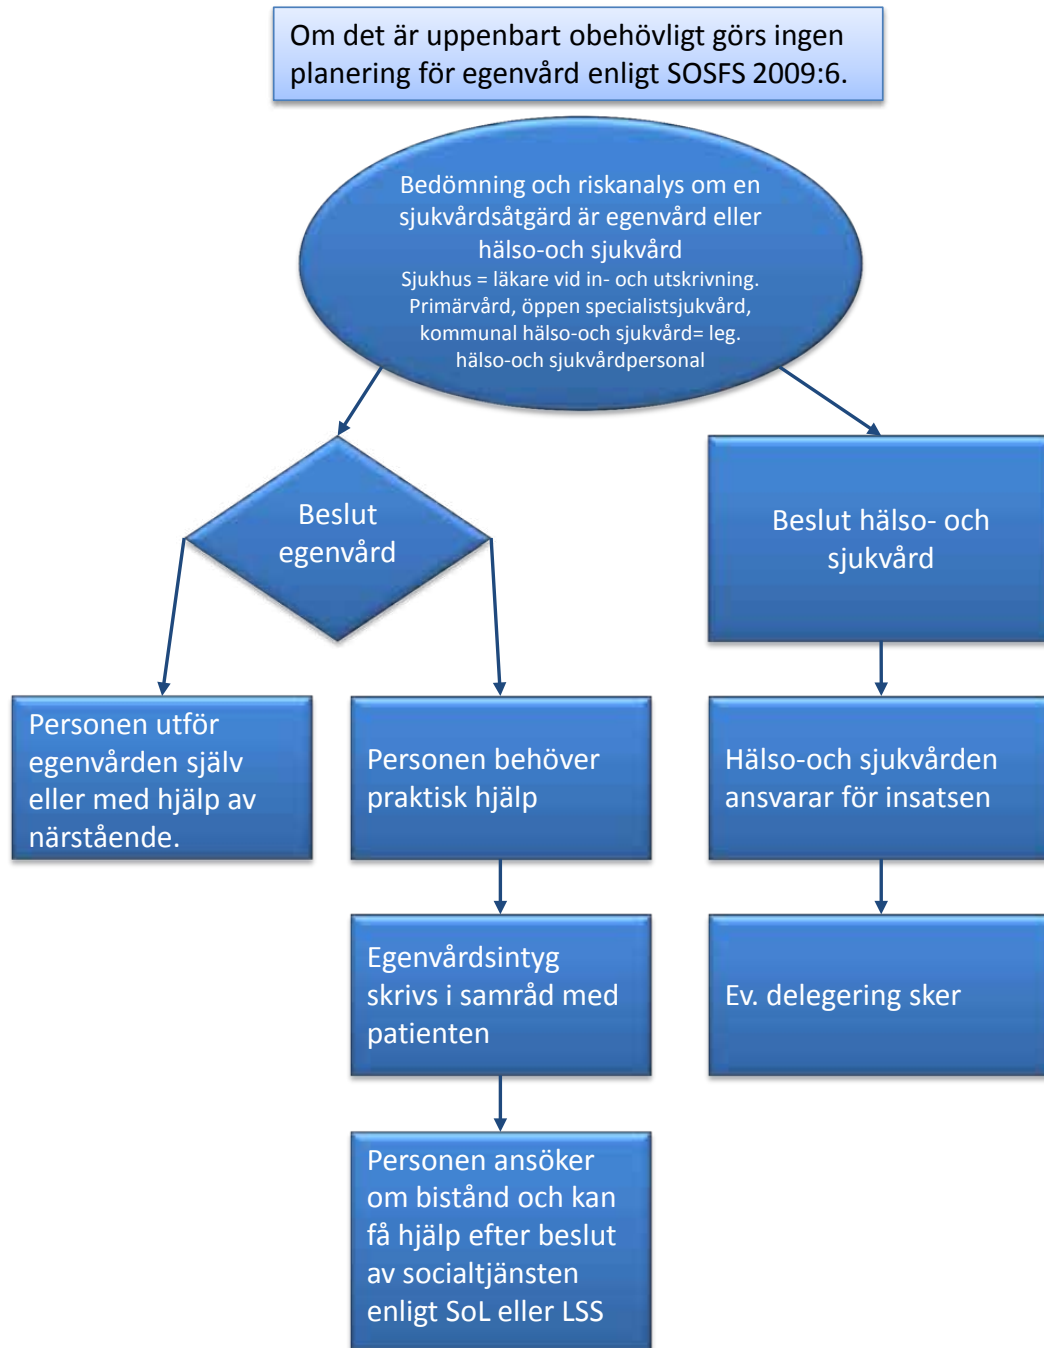 Om det är uppenbart obehövligt görs ingen
planering för egenvård enligt SOSFS 2009:6.
Bedömning och riskanalys om en
sjukvårdsåtgärd är egenvård eller
hälso-och sjukvård
Sjukhus = läkare vid in- och utskrivning.
Primärvård, öppen specialistsjukvård,
kommunal hälso-och sjukvård= leg.
hälso-och sjukvårdpersonal
Beslut
egenvård
Beslut hälso- och
sjukvård
Personen utför
egenvården själv
eller med hjälp av
närstående.
Personen behöver
praktisk hjälp
Hälso-och sjukvården
ansvarar för insatsen
Egenvårdsintyg
skrivs i samråd med
patienten
Ev. delegering sker
Personen ansöker
om bistånd och kan
få hjälp efter beslut
av socialtjänsten
enligt SoL eller LSS